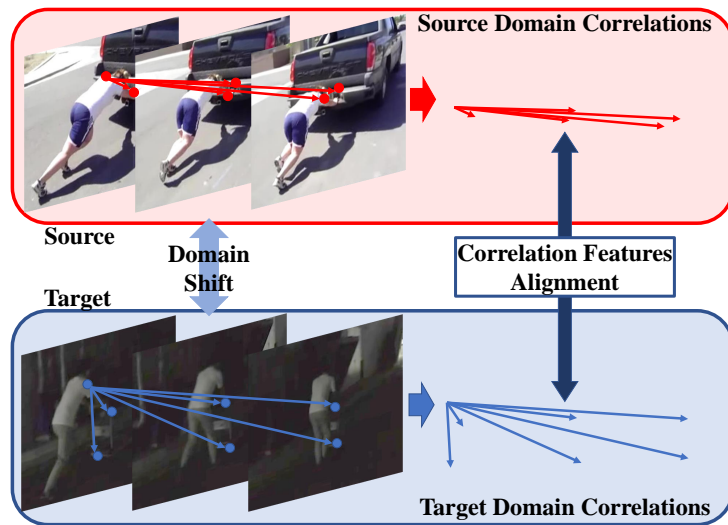 Source Domain Correlations
Source
Domain
Shift
Correlation Features
Alignment
Target
Target Domain Correlations